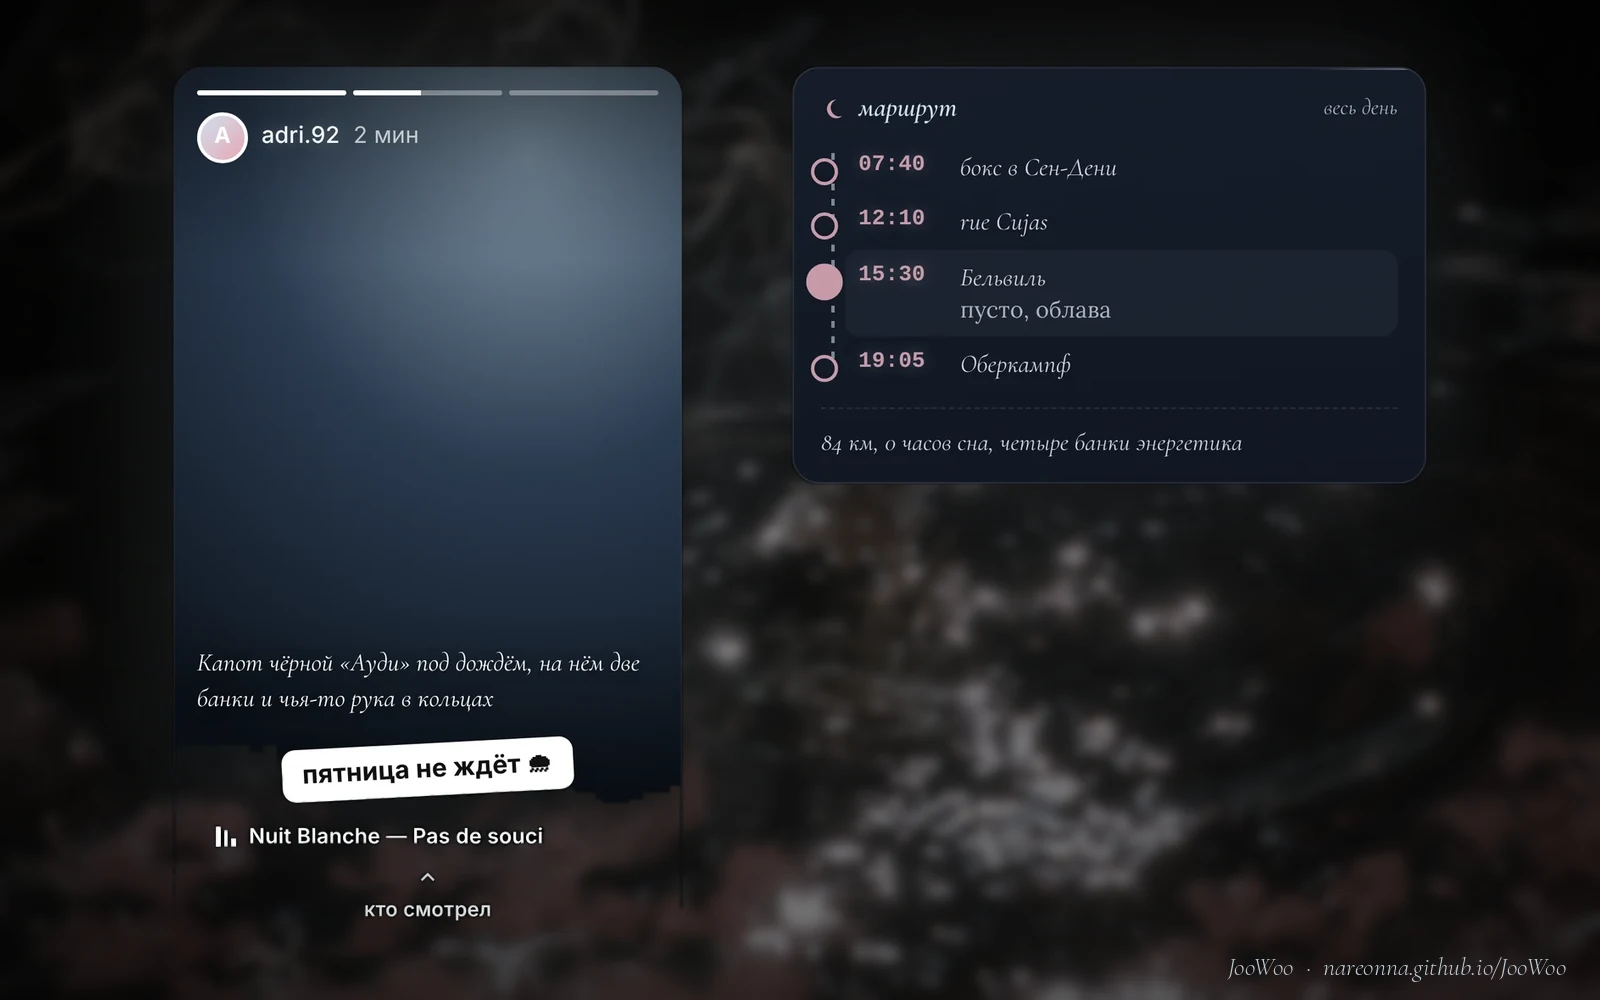 A adri.92 2 мин
Капот чёрной «Ауди» под дождём, на нём две
банки и чья-то рука в кольцах
пятница не ждёт 🌧
Nuit Blanche — Pas de souci
кто смотрел
маршрут весь день
07:40 бокс в Сен-Дени
12:10 rue Cujas
15:30 Бельвиль
пусто, облава
19:05 Оберкампф
84 км, 0 часов сна, четыре банки энергетика
JooWoo · nareonna.github.io/JooWoo